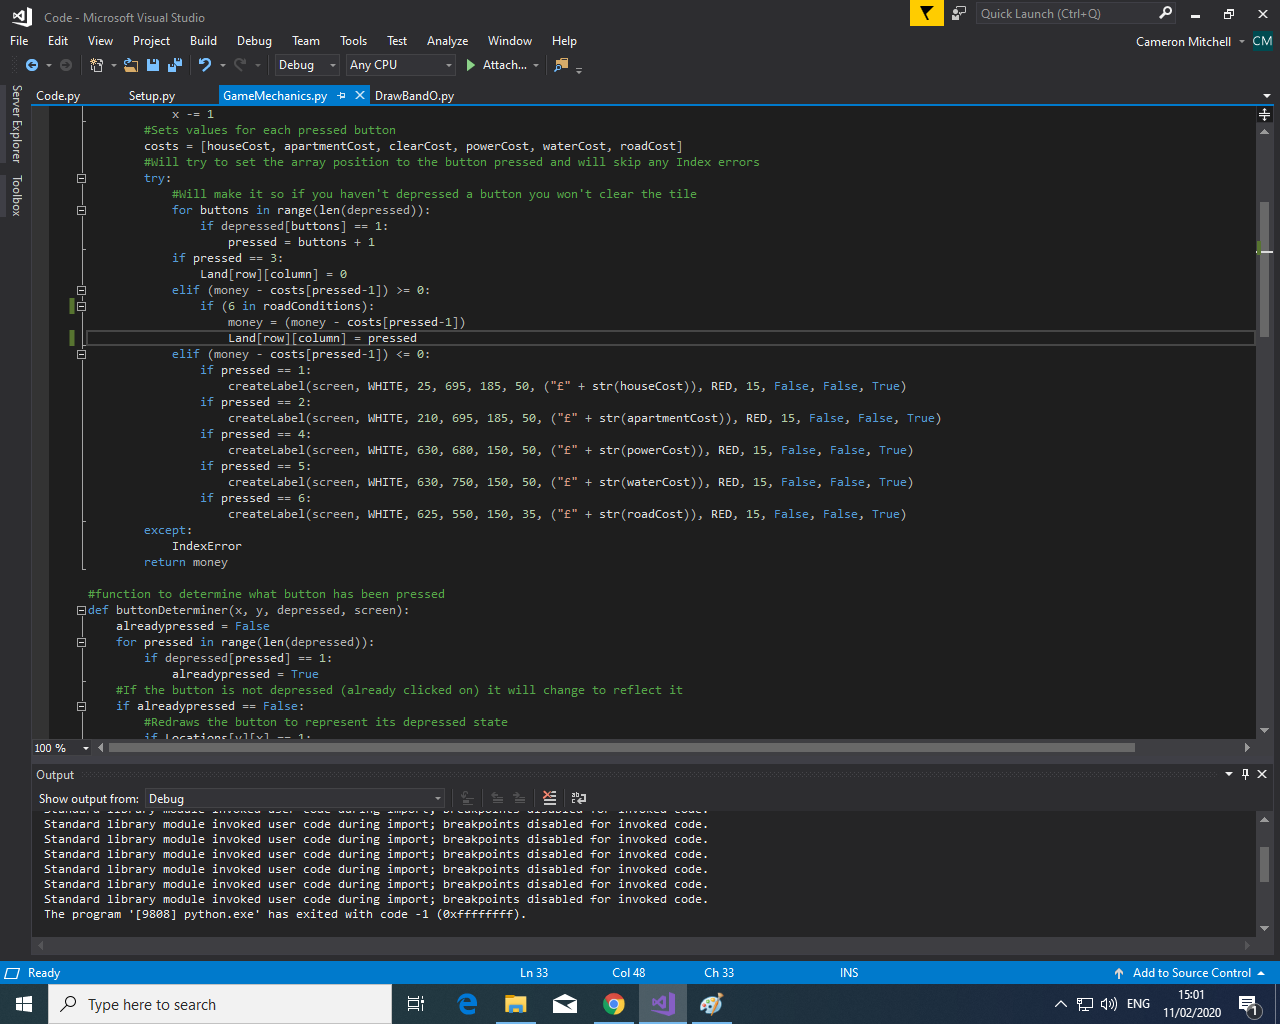 Code - Microsoft Visual Studio
Quick Launch (Ctrl+Q)
File Edit View Project Build Debug Team Tools Test Analyze Window Help
Cameron Mitchell CM
Debug Any CPU Attach...
Server Explorer
Toolbox
Code.py Setup.py GameMechanics.py DrawBandO.py
x -= 1
#Sets values for each pressed button
costs = [houseCost, apartmentCost, clearCost, powerCost, waterCost, roadCost]
#Will try to set the array position to the button pressed and will skip any Index errors
try:
#Will make it so if you haven't depressed a button you won't clear the tile
for buttons in range(len(depressed)):
if depressed[buttons] == 1:
pressed = buttons + 1
if pressed == 3:
Land[row][column] = 0
elif (money - costs[pressed-1]) >= 0:
if (6 in roadConditions):
money = (money - costs[pressed-1])
Land[row][column] = pressed
elif (money - costs[pressed-1]) <= 0:
if pressed == 1:
createLabel(screen, WHITE, 25, 695, 185, 50, ("£" + str(houseCost)), RED, 15, False, False, True)
if pressed == 2:
createLabel(screen, WHITE, 210, 695, 185, 50, ("£" + str(apartmentCost)), RED, 15, False, False, True)
if pressed == 4:
createLabel(screen, WHITE, 630, 680, 150, 50, ("£" + str(powerCost)), RED, 15, False, False, True)
if pressed == 5:
createLabel(screen, WHITE, 630, 750, 150, 50, ("£" + str(waterCost)), RED, 15, False, False, True)
if pressed == 6:
createLabel(screen, WHITE, 625, 550, 150, 35, ("£" + str(roadCost)), RED, 15, False, False, True)
except:
IndexError
return money
#function to determine what button has been pressed
def buttonDeterminer(x, y, depressed, screen):
alreadypressed = False
for pressed in range(len(depressed)):
if depressed[pressed] == 1:
alreadypressed = True
#If the button is not depressed (already clicked on) it will change to reflect it
if alreadypressed == False:
#Redraws the button to represent its depressed state
if Locations[y][x] == 1:
100 %
Output
Show output from: Debug
Standard library module invoked user code during import; breakpoints disabled for invoked code.
Standard library module invoked user code during import; breakpoints disabled for invoked code.
Standard library module invoked user code during import; breakpoints disabled for invoked code.
Standard library module invoked user code during import; breakpoints disabled for invoked code.
Standard library module invoked user code during import; breakpoints disabled for invoked code.
Standard library module invoked user code during import; breakpoints disabled for invoked code.
Standard library module invoked user code during import; breakpoints disabled for invoked code.
The program '[9808] python.exe' has exited with code -1 (0xffffffff).
Ready Ln 33 Col 48 Ch 33 INS Add to Source Control
Type here to search
ENG
15:01
11/02/2020
1